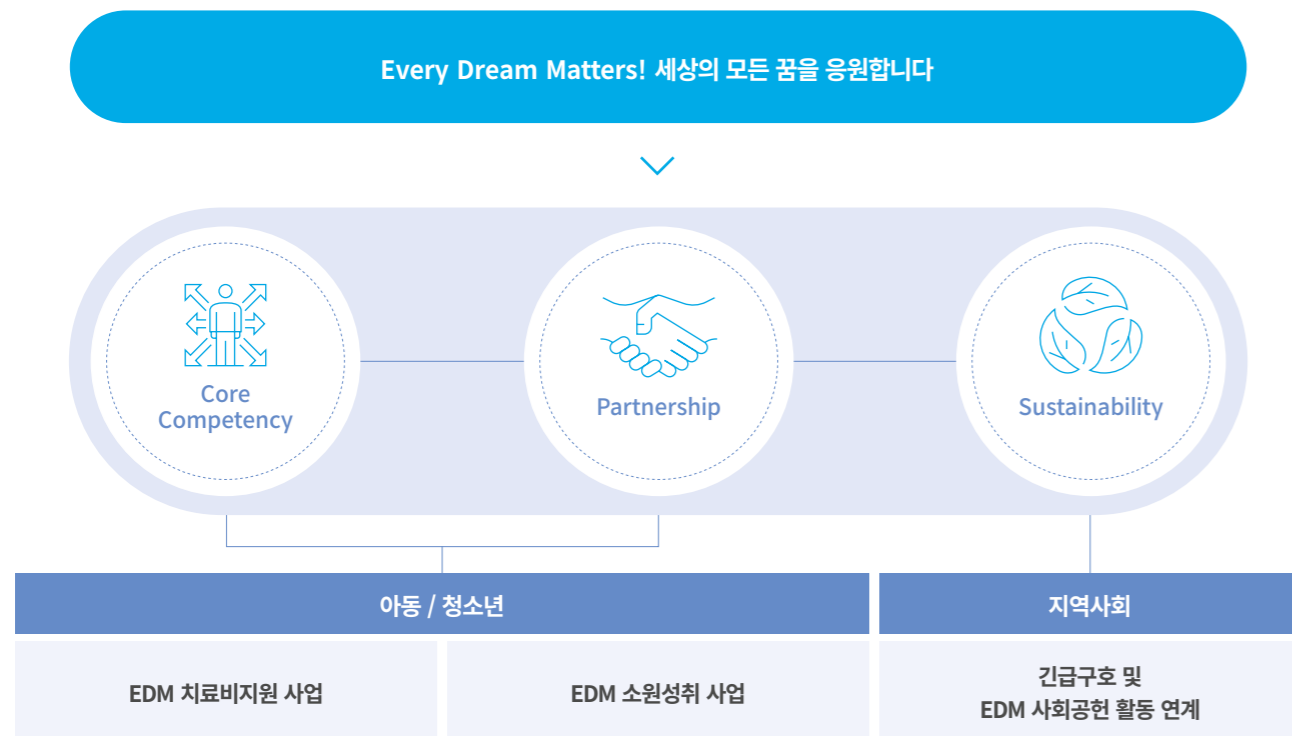 Every Dream Matters! 세상의 모든 꿈을 응원합니다
Core
Competency
Partnership
Sustainability
아동 / 청소년
지역사회
EDM 치료비지원 사업
EDM 소원성취 사업
긴급구호 및
EDM 사회공헌 활동 연계